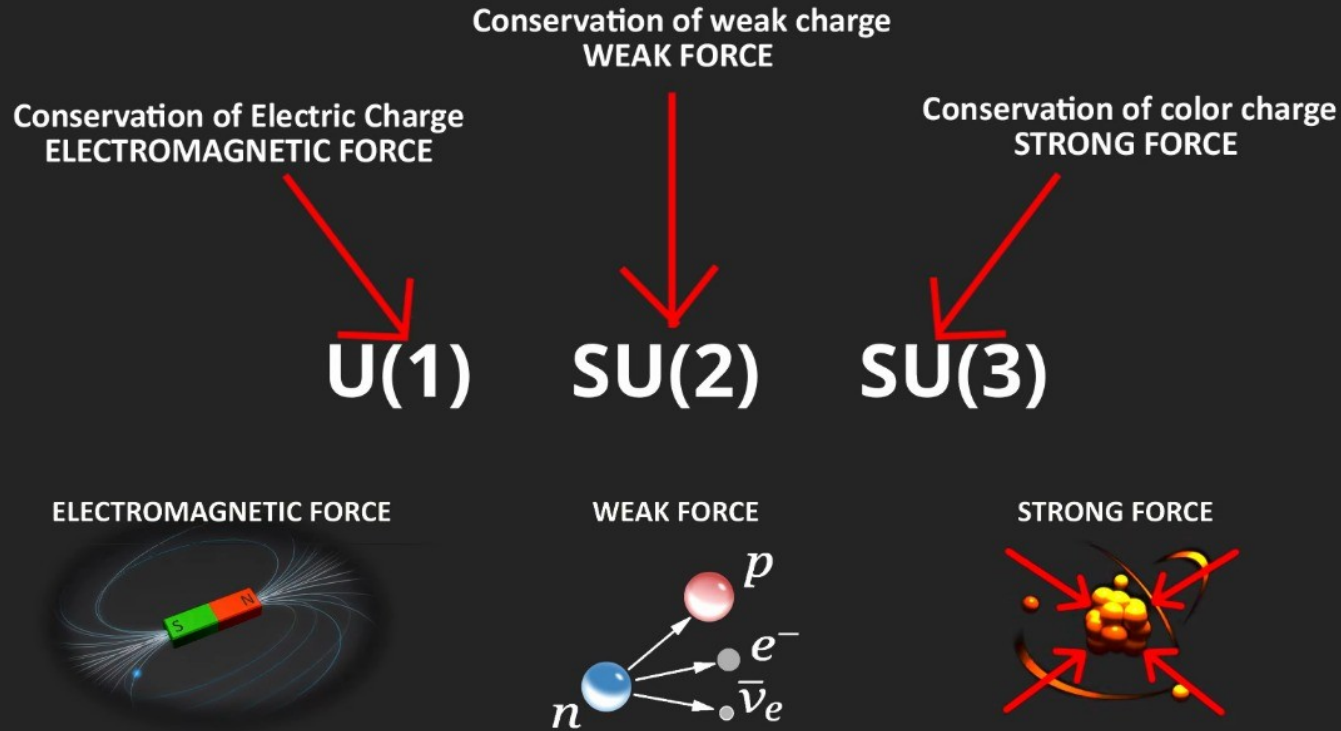 Conservation of weak charge
WEAK FORCE
Conservation of Electric Charge
ELECTROMAGNETIC FORCE
Conservation of color charge
STRONG FORCE
U(1)
SU(2)
SU(3)
ELECTROMAGNETIC FORCE
S
N
WEAK FORCE
p
e⁻
ν̅ₑ
n
STRONG FORCE